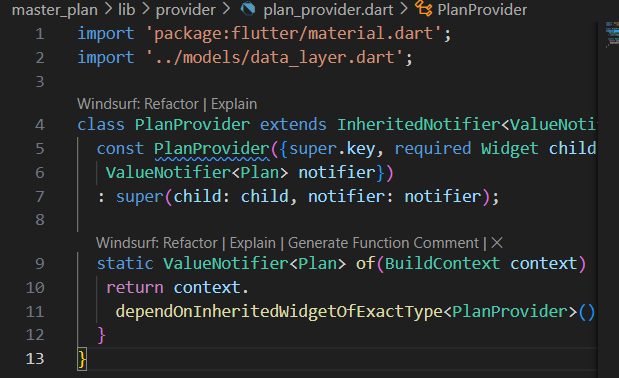 master_plan > lib > provider > plan_provider.dart > PlanProvider
1 import 'package:flutter/material.dart';
2 import '../models/data_layer.dart';
3
Windsurf: Refactor | Explain
4 class PlanProvider extends InheritedNotifier<ValueNoti
5 const PlanProvider({super.key, required Widget child
6 ValueNotifier<Plan> notifier})
7 : super(child: child, notifier: notifier);
8
Windsurf: Refactor | Explain | Generate Function Comment | ×
9 static ValueNotifier<Plan> of(BuildContext context)
10 return context.
11 dependOnInheritedWidgetOfExactType<PlanProvider>()
12 }
13 }